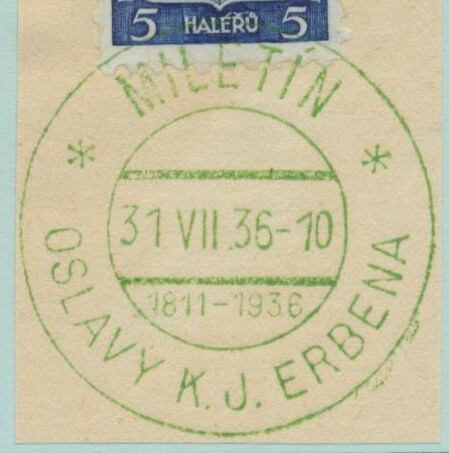 5 HALÉŘŮ 5
MILETÍN
* *
31 VII.36-10
1811-1936
OSLAVY K.J. ERBENA